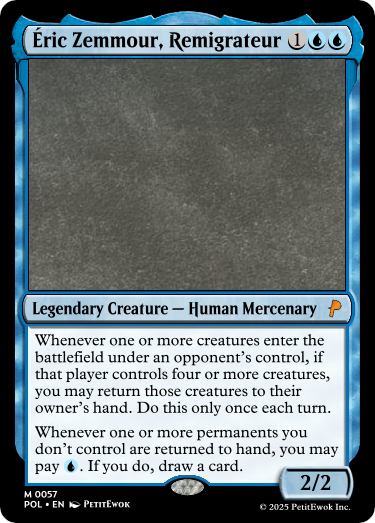 Éric Zemmour, Remigrateur 1
Legendary Creature — Human Mercenary
Whenever one or more creatures enter the
battlefield under an opponent's control, if
that player controls four or more creatures,
you may return those creatures to their
owner's hand. Do this only once each turn.
Whenever one or more permanents you
don't control are returned to hand, you may
pay . If you do, draw a card.
2/2
M 0057
POL • EN PetitEwok
© 2025 PetitEwok Inc.